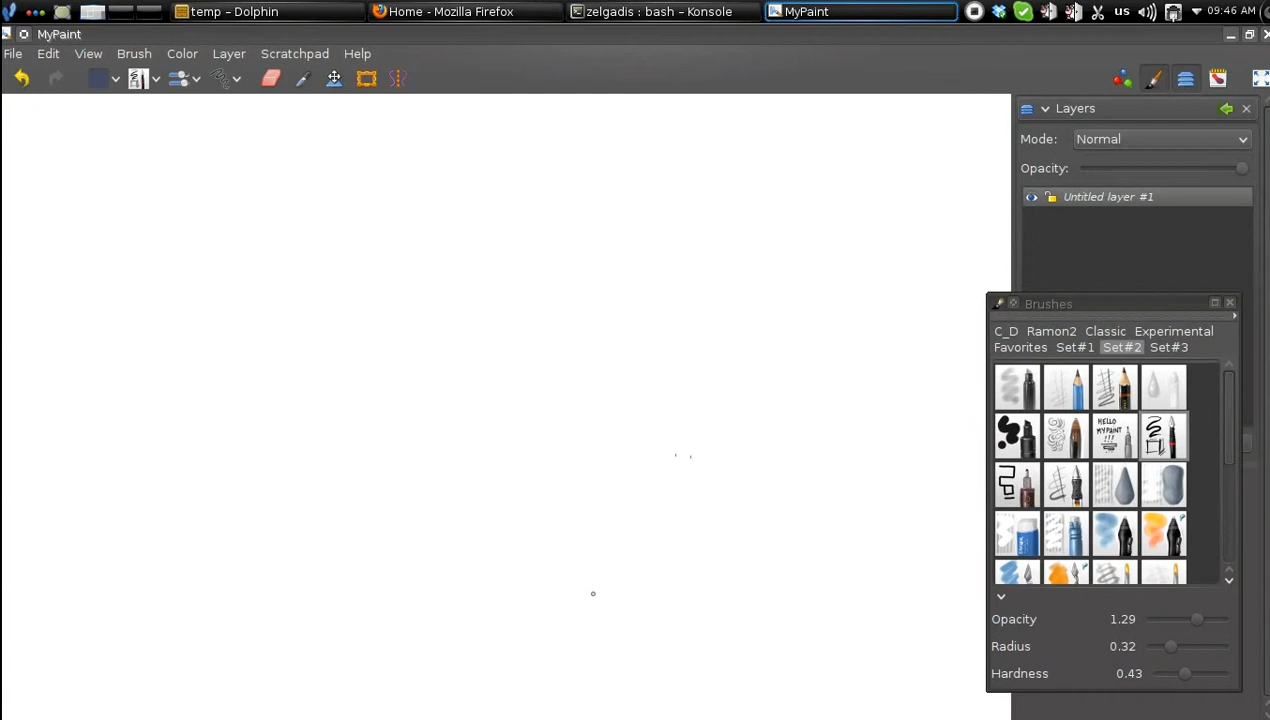 temp – Dolphin
Home - Mozilla Firefox
zelgadis : bash – Konsole
MyPaint
us
09:46 AM
MyPaint
File Edit View Brush Color Layer Scratchpad Help
Layers
Mode: Normal
Opacity:
Untitled layer #1
Brushes
C_D Ramon2 Classic Experimental
Favorites Set#1 Set#2 Set#3
HELLO
MYPAINT
!!!
Opacity 1.29
Radius 0.32
Hardness 0.43